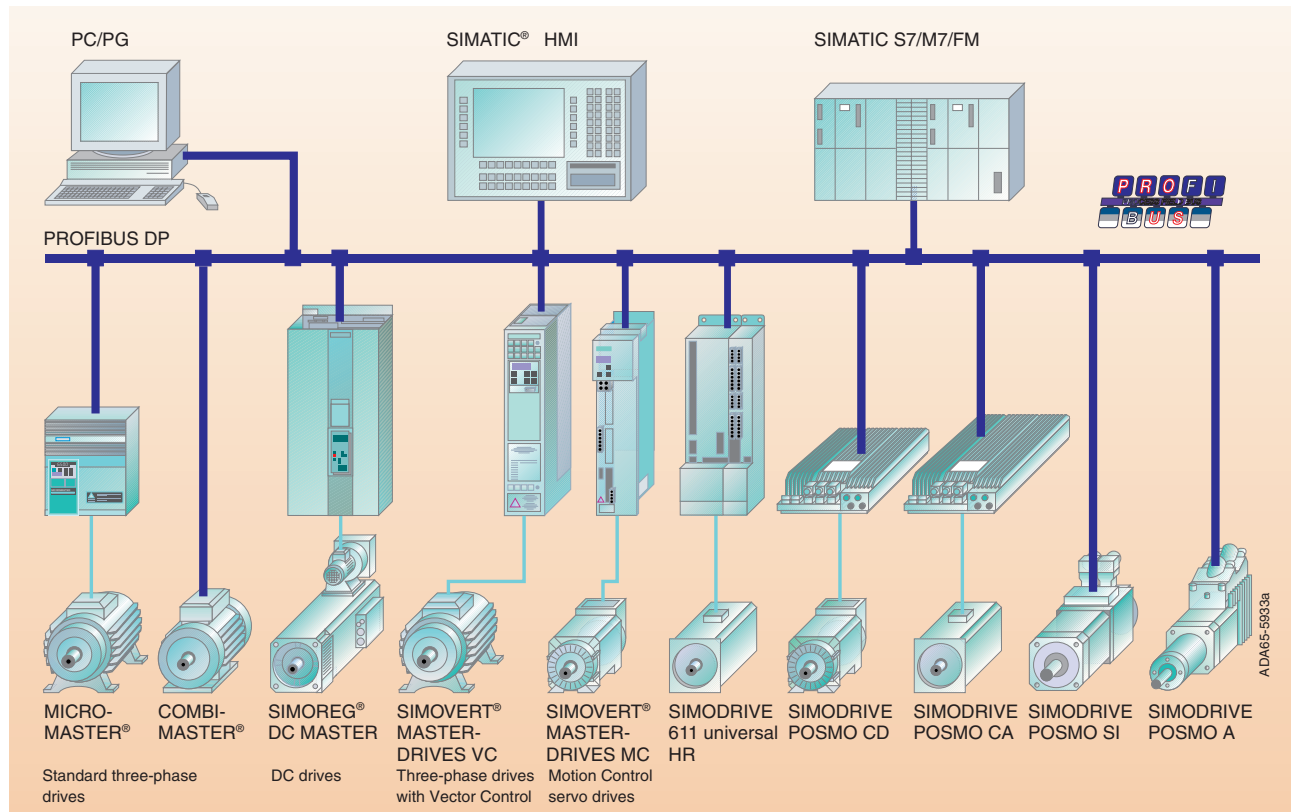 PC/PG
SIMATIC® HMI
SIMATIC S7/M7/FM
PROFI
BUS
PROFIBUS DP
ADA65-5933a
MICRO-
MASTER®
COMBI-
MASTER®
SIMOREG®
DC MASTER
SIMOVERT®
MASTER-
DRIVES VC
SIMOVERT®
MASTER-
DRIVES MC
SIMODRIVE
611 universal
HR
SIMODRIVE
POSMO CD
SIMODRIVE
POSMO CA
SIMODRIVE
POSMO SI
SIMODRIVE
POSMO A
Standard three-phase
drives
DC drives
Three-phase drives
with Vector Control
Motion Control
servo drives